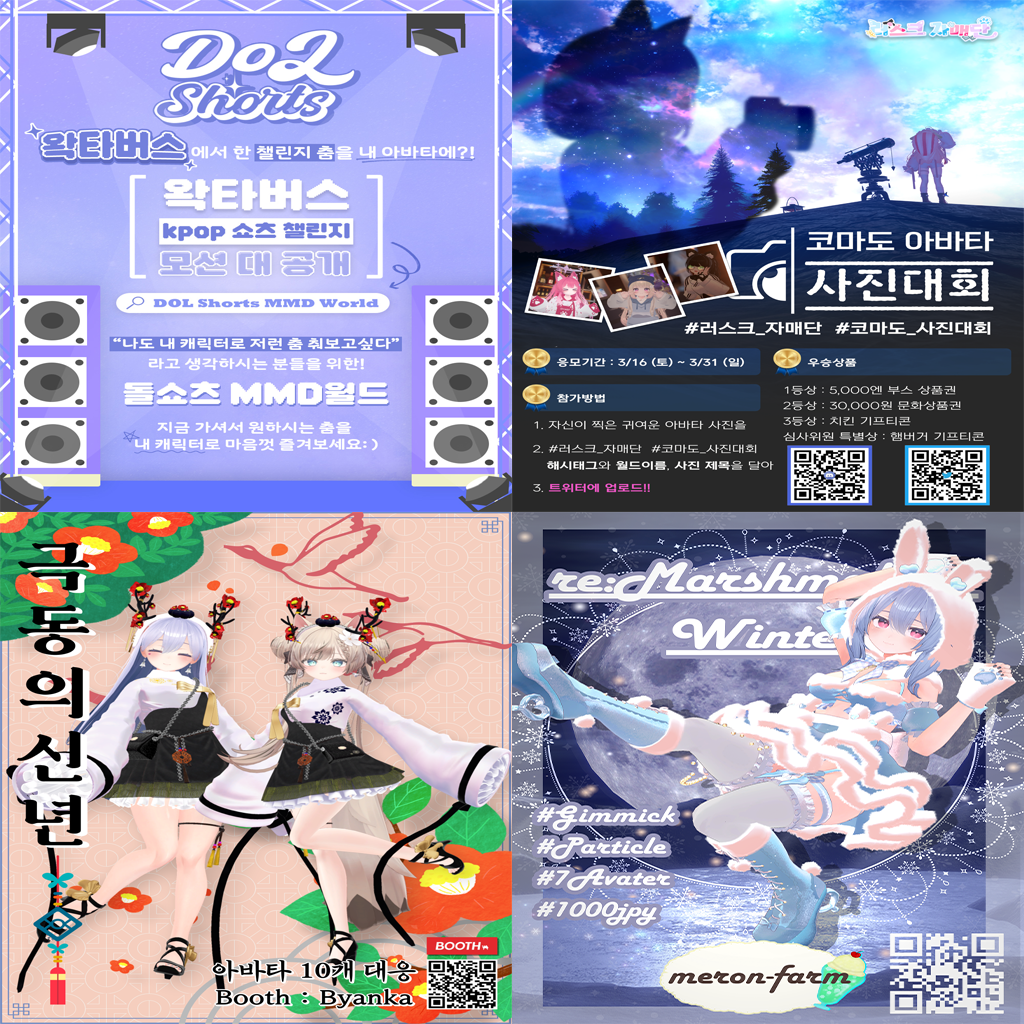 DOL
Shorts
왁타버스 에서 한 챌린지 춤을 내 아바타에?!
왁타버스
kpop 쇼츠 챌린지
모션 대 공개
DOL Shorts MMD World
“나도 내 캐릭터로 저런 춤 춰보고싶다”
라고 생각하시는 분들을 위한!
돌쇼츠 MMD월드
지금 가셔서 원하시는 춤을
내 캐릭터로 마음껏 즐겨보세요:)
러스크 자매단
코마도 아바타
사진대회
#러스크_자매단 #코마도_사진대회
응모기간 : 3/16 (토) ~ 3/31 (일)
참가방법
1. 자신이 찍은 귀여운 아바타 사진을
2. #러스크_자매단 #코마도_사진대회
해시태그와 월드이름, 사진 제목을 달아
3. 트위터에 업로드!!
우승상품
1등상 : 5,000엔 부스 상품권
2등상 : 30,000원 문화상품권
3등상 : 치킨 기프티콘
심사위원 특별상 : 햄버거 기프티콘
극동의신년
BOOTH
아바타 10개 대응
Booth : Byanka
re:Marshm
Winte
#Gimmick
#Particle
#7Avater
#1000jpy
meron-farm